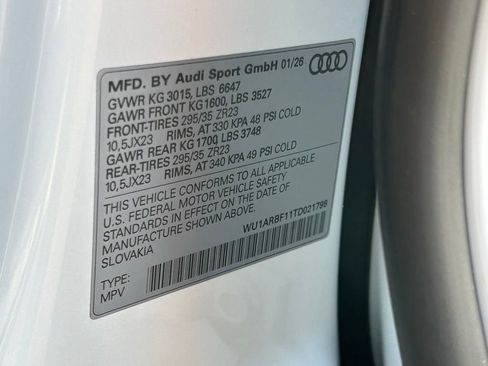 MFD. BY Audi Sport GmbH 01/26
GVWR KG 3015, LBS 6647
GAWR FRONT KG1600, LBS 3527
FRONT-TIRES 295/35 ZR23
10,5JX23 RIMS, AT 330 KPA 48 PSI COLD
GAWR REAR KG 1700, LBS 3748
REAR-TIRES 295/35 ZR23
10,5JX23 RIMS, AT 340 KPA 49 PSI COLD
THIS VEHICLE CONFORMS TO ALL APPLICABLE
U.S. FEDERAL MOTOR VEHICLE SAFETY
STANDARDS IN EFFECT ON THE DATE OF
MANUFACTURE SHOWN ABOVE.
SLOVAKIA
WU1ARBF11TD021798
TYPE:
MPV